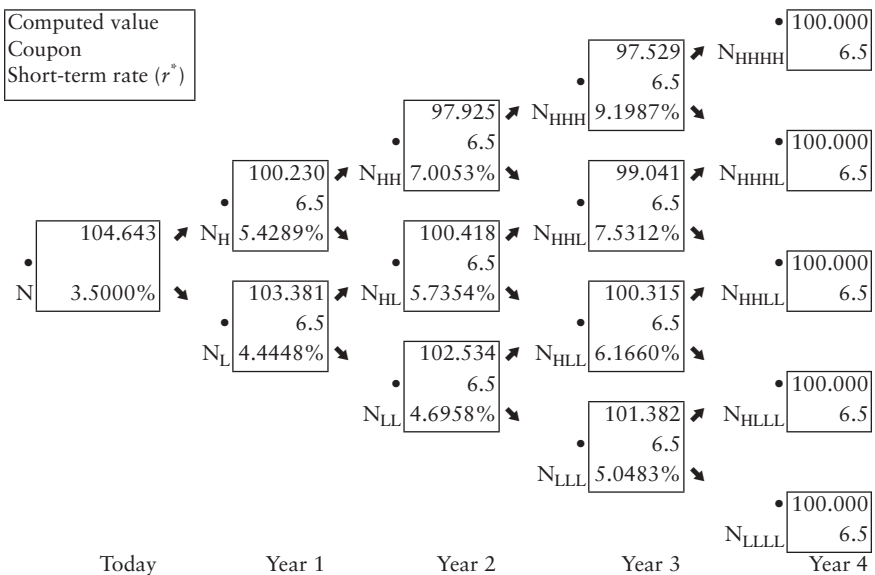 Computed value
Coupon
Short-term rate (r*)
• 100.000
N_HHHH 6.5
97.529
• 6.5
N_HHH 9.1987%
97.925
• 6.5
N_HH 7.0053%
• 100.000
N_HHHL 6.5
100.230
• 6.5
N_H 5.4289%
99.041
• 6.5
N_HHL 7.5312%
104.643
•
N 3.5000%
100.418
• 6.5
N_HL 5.7354%
• 100.000
N_HHLL 6.5
103.381
• 6.5
N_L 4.4448%
100.315
• 6.5
N_HLL 6.1660%
102.534
• 6.5
N_LL 4.6958%
• 100.000
N_HLLL 6.5
101.382
• 6.5
N_LLL 5.0483%
• 100.000
N_LLLL 6.5
Today Year 1 Year 2 Year 3 Year 4